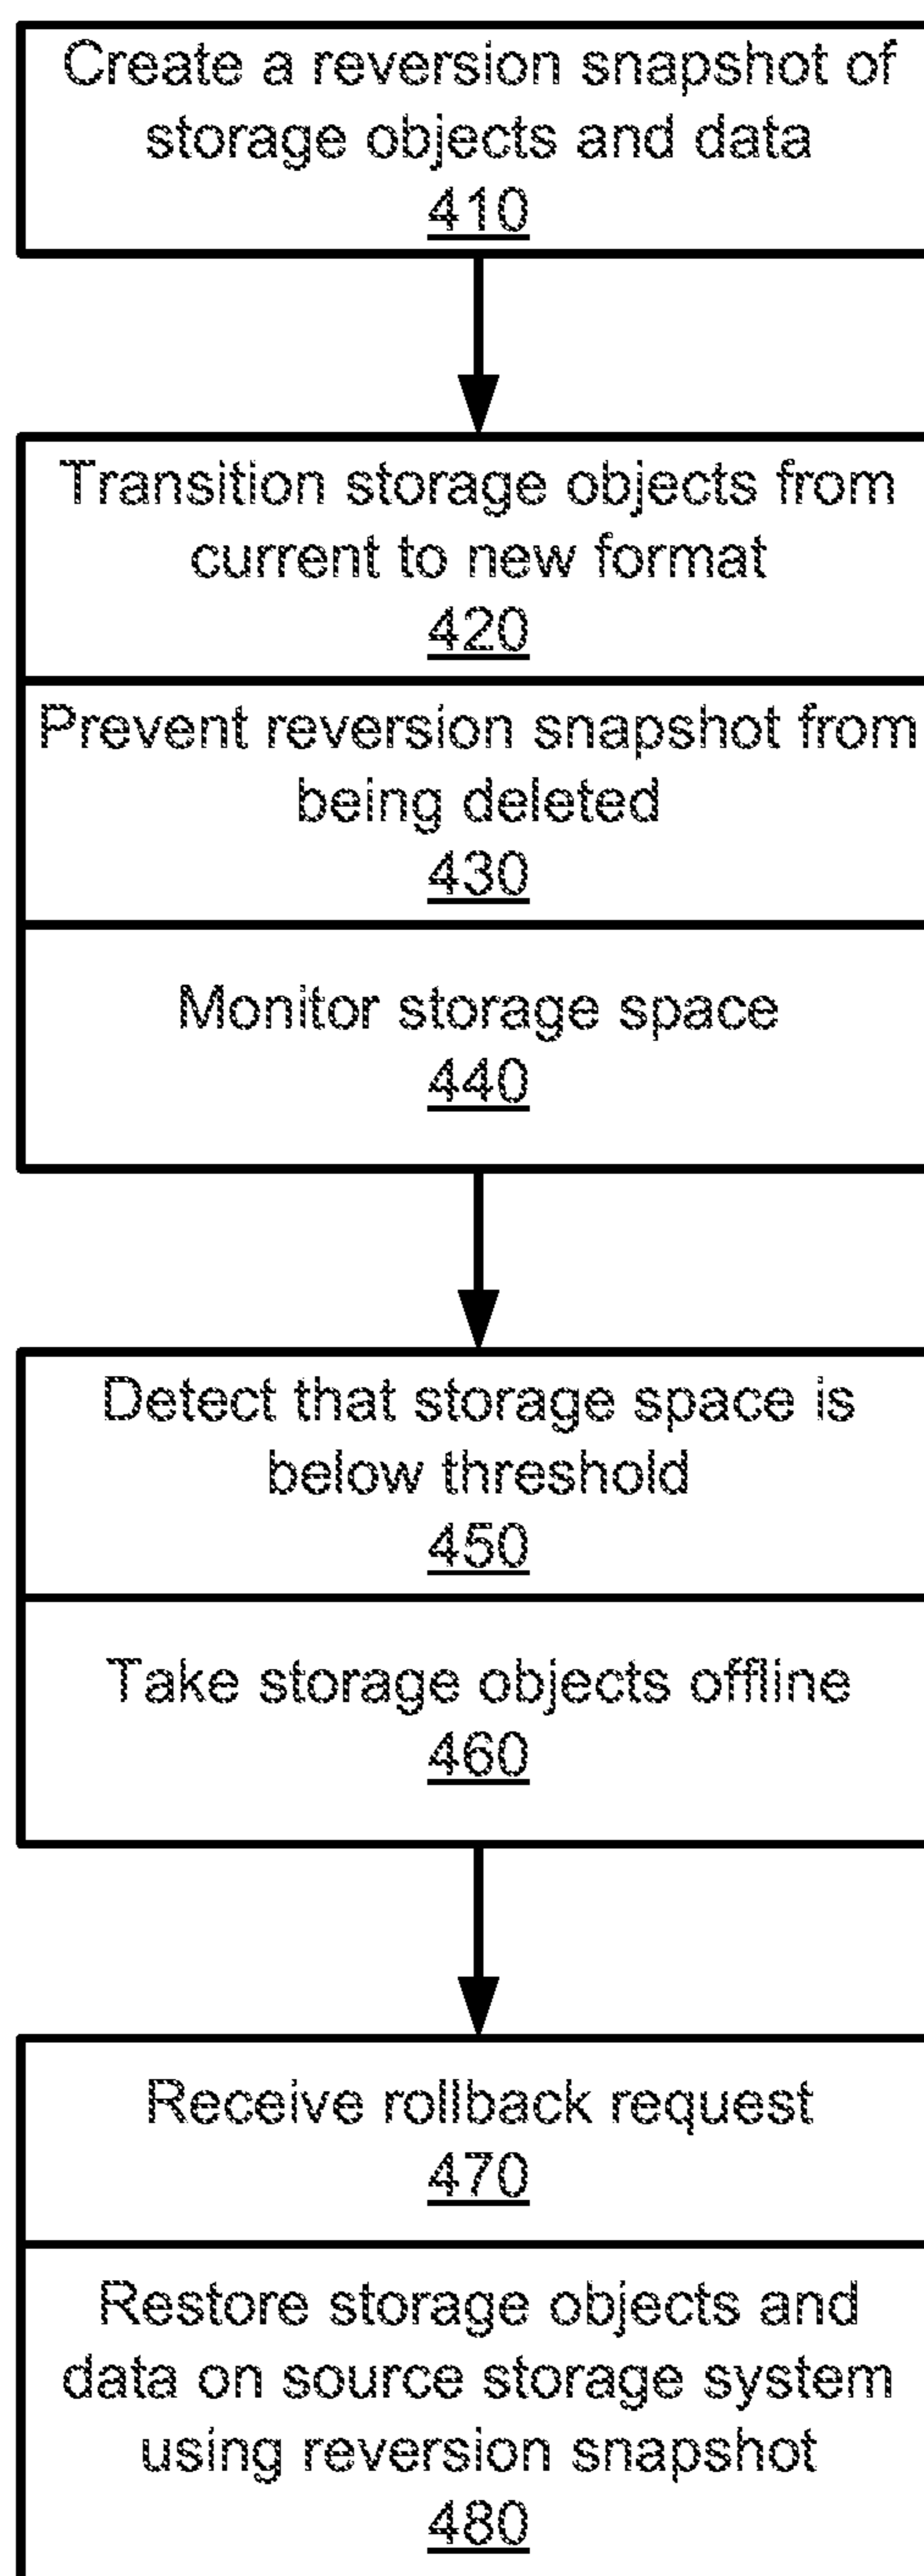 Create a reversion snapshot of
storage objects and data
410
Transition storage objects from
current to new format
420
Prevent reversion snapshot from
being deleted
430
Monitor storage space
440
Detect that storage space is
below threshold
450
Take storage objects offline
460
Receive rollback request
470
Restore storage objects and
data on source storage system
using reversion snapshot
480